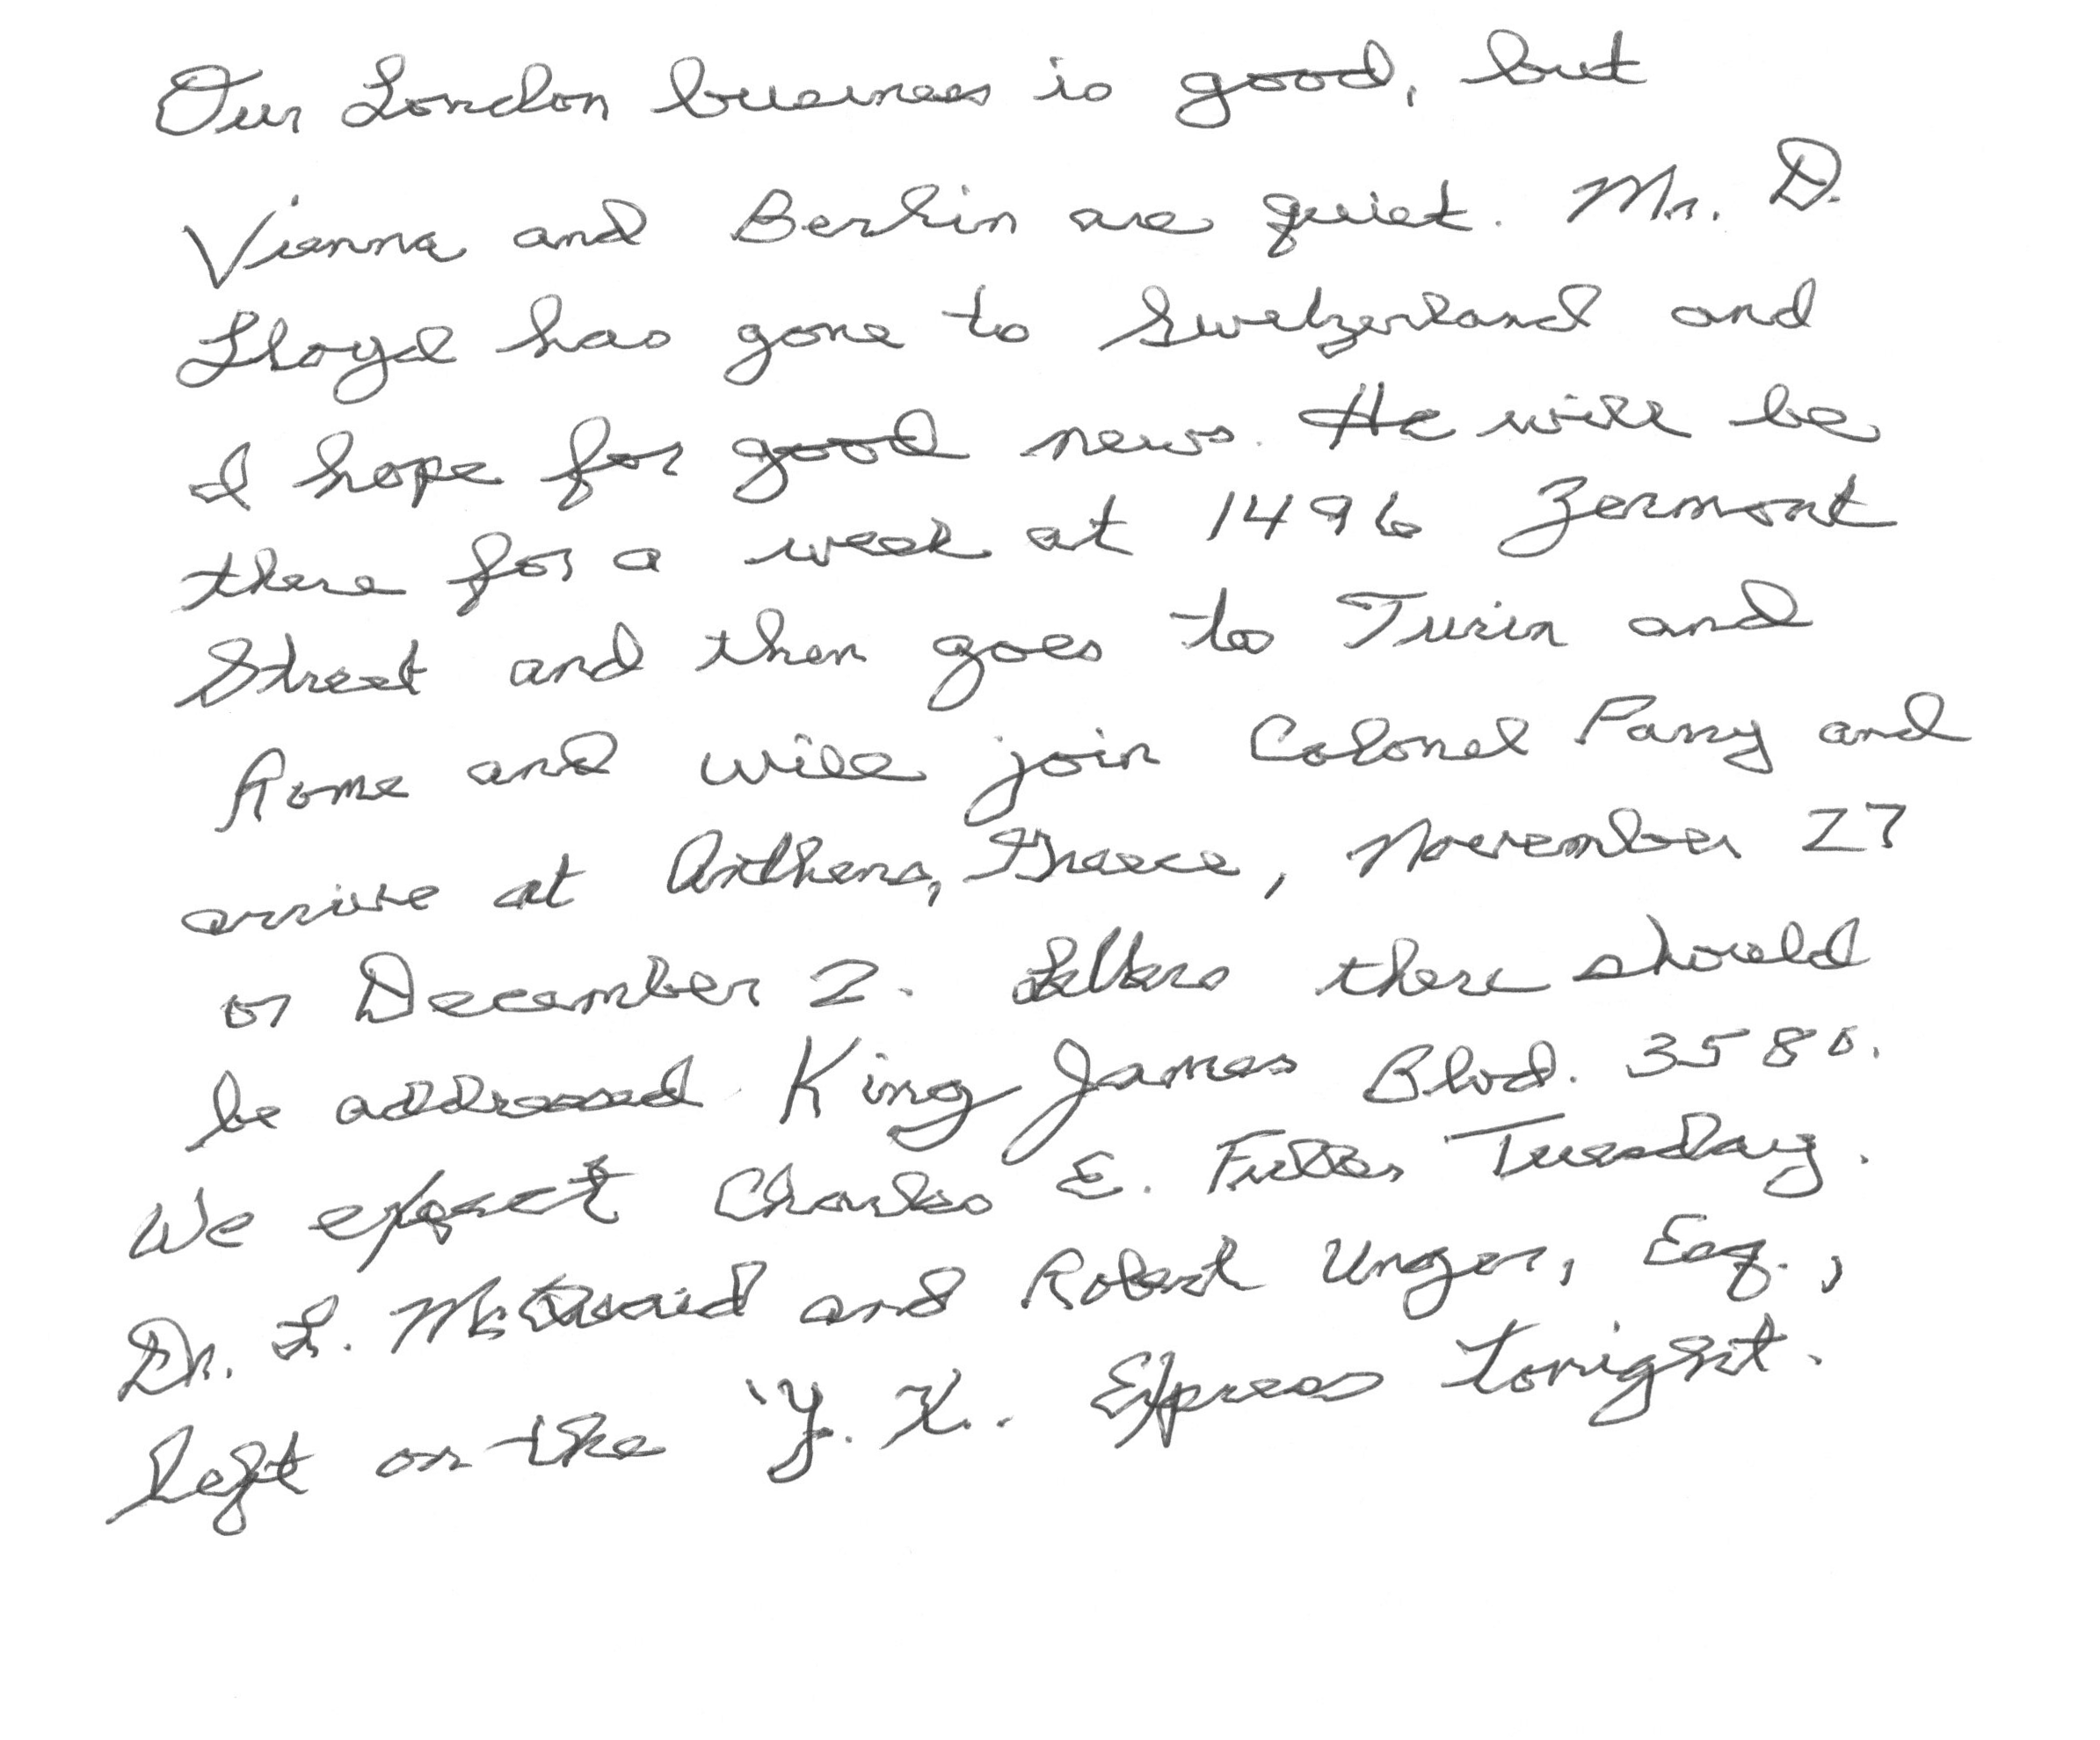 Our London business is good, but
Vienna and Berlin are quiet. Mr. D.
Lloyd has gone to Switzerland and
I hope for good news. He will be
there for a week at 1496 Zermont
Street and then goes to Turin and
Rome and will join Colonel Parry and
arrive at Anthens, Greece, November 27
or December 2. Letters there should
be addressed King James Blvd. 3580.
We expect Charles E. Fuller Tuesday.
Dr. L. McQuaid and Robert Unger, Esq.,
left on the 'Y. X. Express tonight.